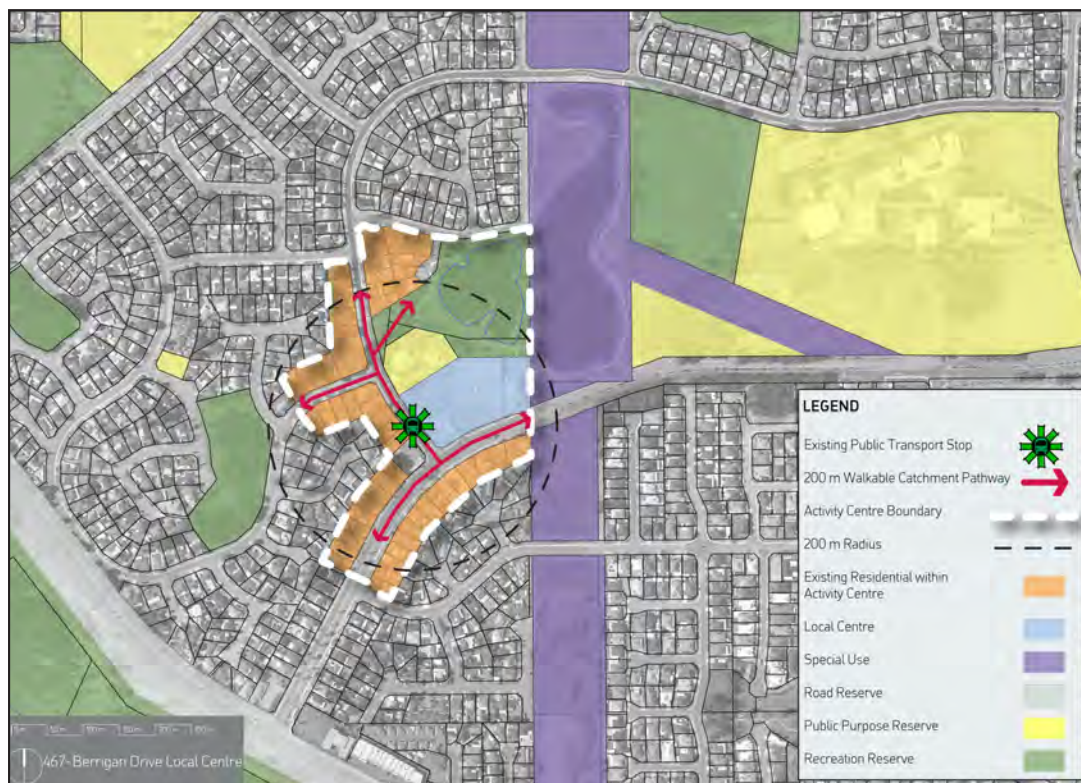 LEGEND
Existing Public Transport Stop
200 m Walkable Catchment Pathway
Activity Centre Boundary
200 m Radius
Existing Residential within
Activity Centre
Local Centre
Special Use
Road Reserve
Public Purpose Reserve
Recreation Reserve
467- Berrigan Drive Local Centre